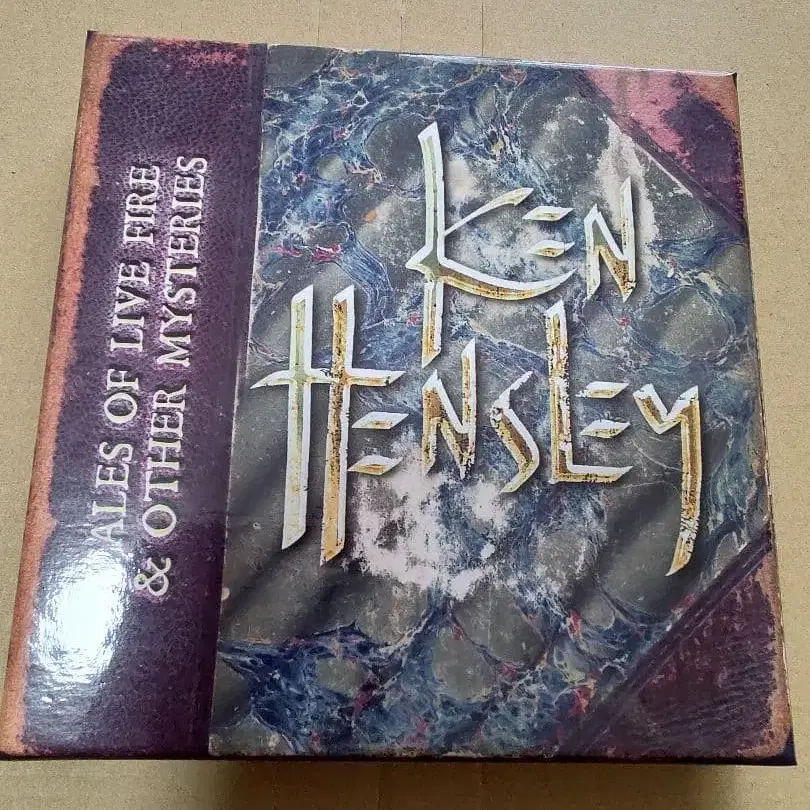 KEN
HENSLEY
ALES OF LIVE FIRE
& OTHER MYSTERIES